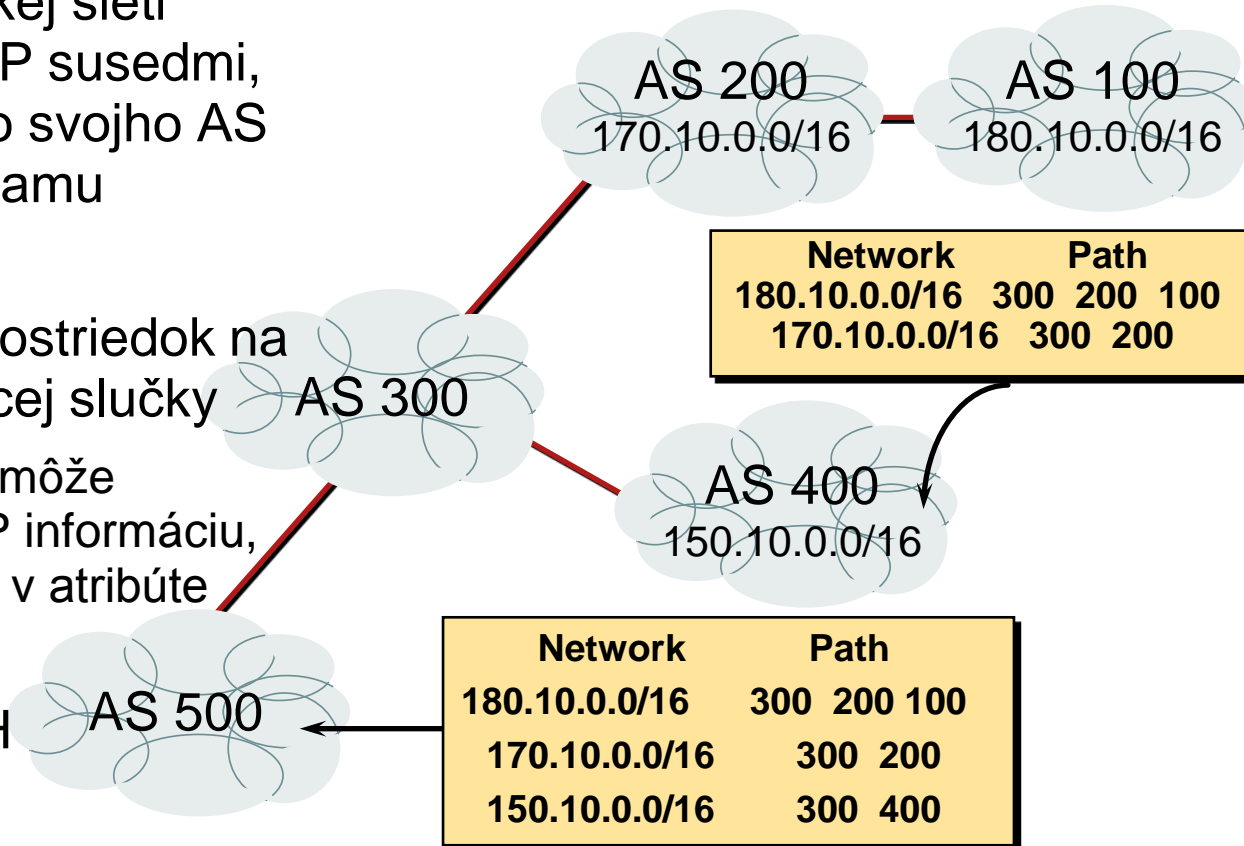 P susedmi,
o svojho AS
amu
ostriedok na
cej slučky
môže
P informáciu,
v atribúte
AS 200
170.10.0.0/16
AS 100
180.10.0.0/16
Network Path
180.10.0.0/16 300 200 100
170.10.0.0/16 300 200
AS 300
AS 400
150.10.0.0/16
AS 500
Network Path
180.10.0.0/16 300 200 100
170.10.0.0/16 300 200
150.10.0.0/16 300 400